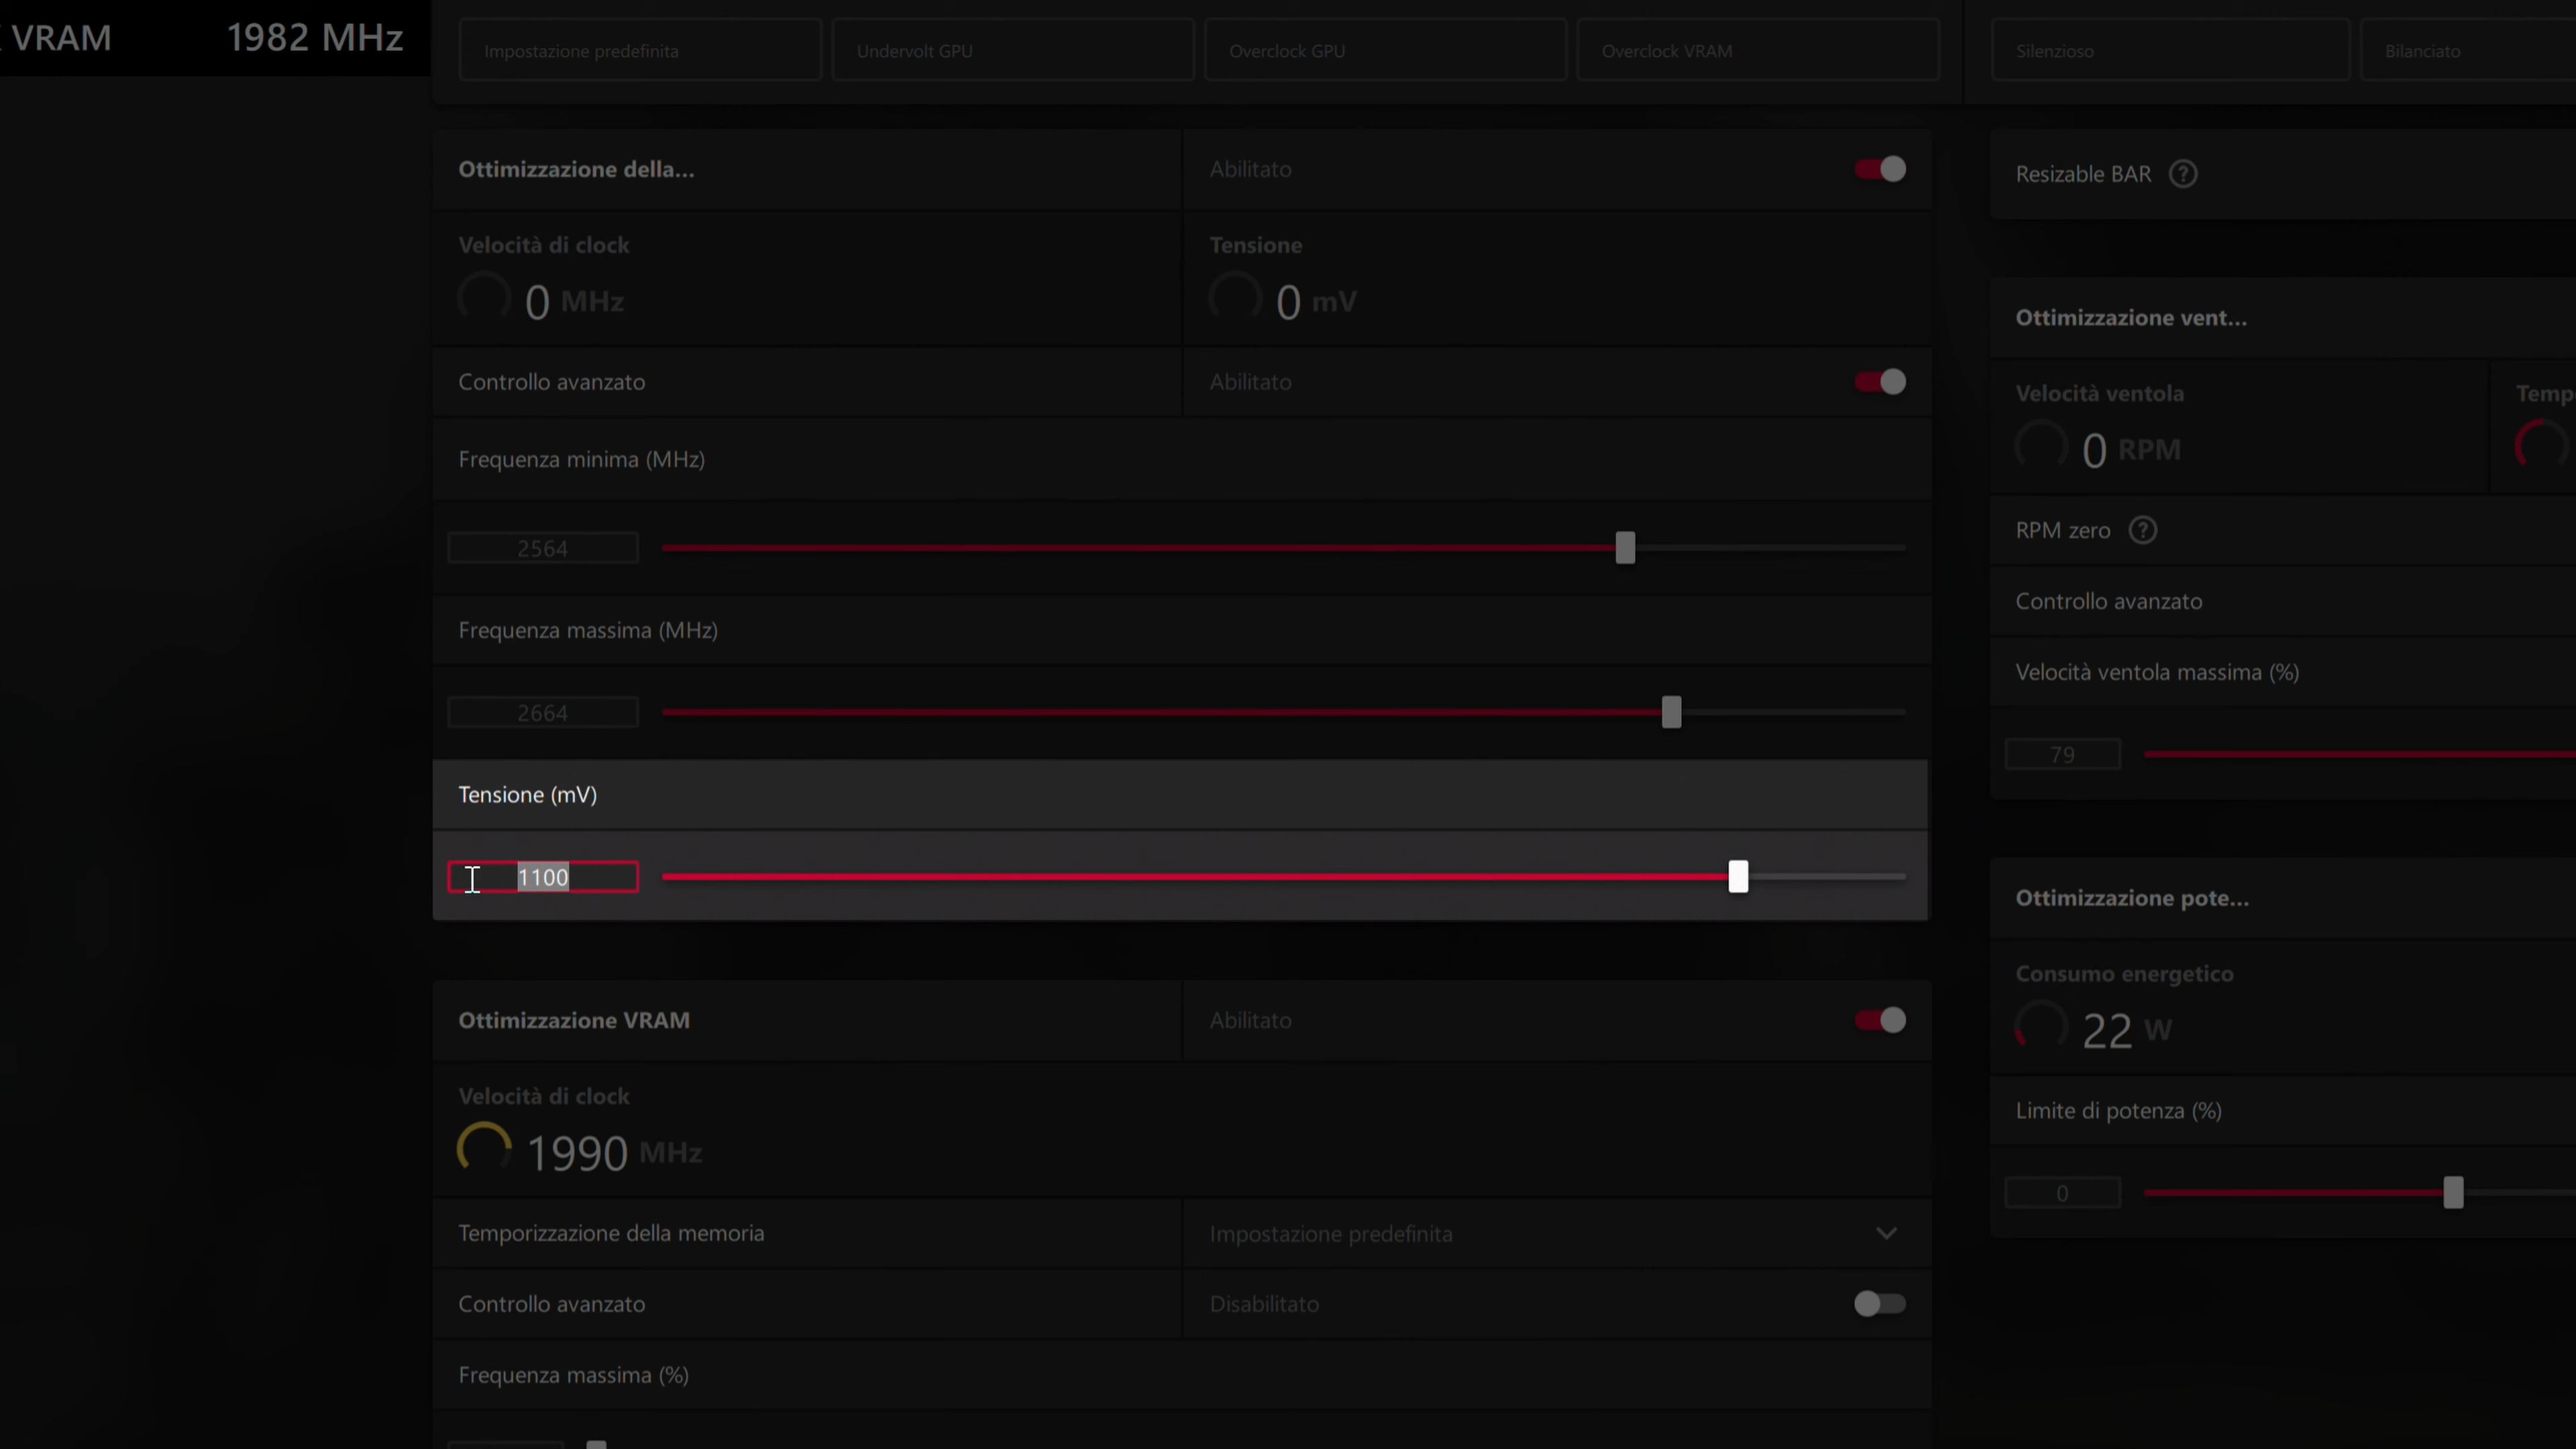 VRAM 1982 MHz
Impostazione predefinita
Undervolt GPU
Overclock GPU
Overclock VRAM
Silenzioso
Bilanciato
Ottimizzazione della...
Abilitato
Velocità di clock
0 MHz
Tensione
0 mV
Controllo avanzato
Abilitato
Frequenza minima (MHz)
2564
Frequenza massima (MHz)
2664
Tensione (mV)
1100
Ottimizzazione VRAM
Abilitato
Velocità di clock
1990 MHz
Temporizzazione della memoria
Impostazione predefinita
Controllo avanzato
Disabilitato
Frequenza massima (%)
Resizable BAR ?
Ottimizzazione vent...
Velocità ventola
0 RPM
Temp
RPM zero ?
Controllo avanzato
Velocità ventola massima (%)
79
Ottimizzazione pote...
Consumo energetico
22 W
Limite di potenza (%)
0